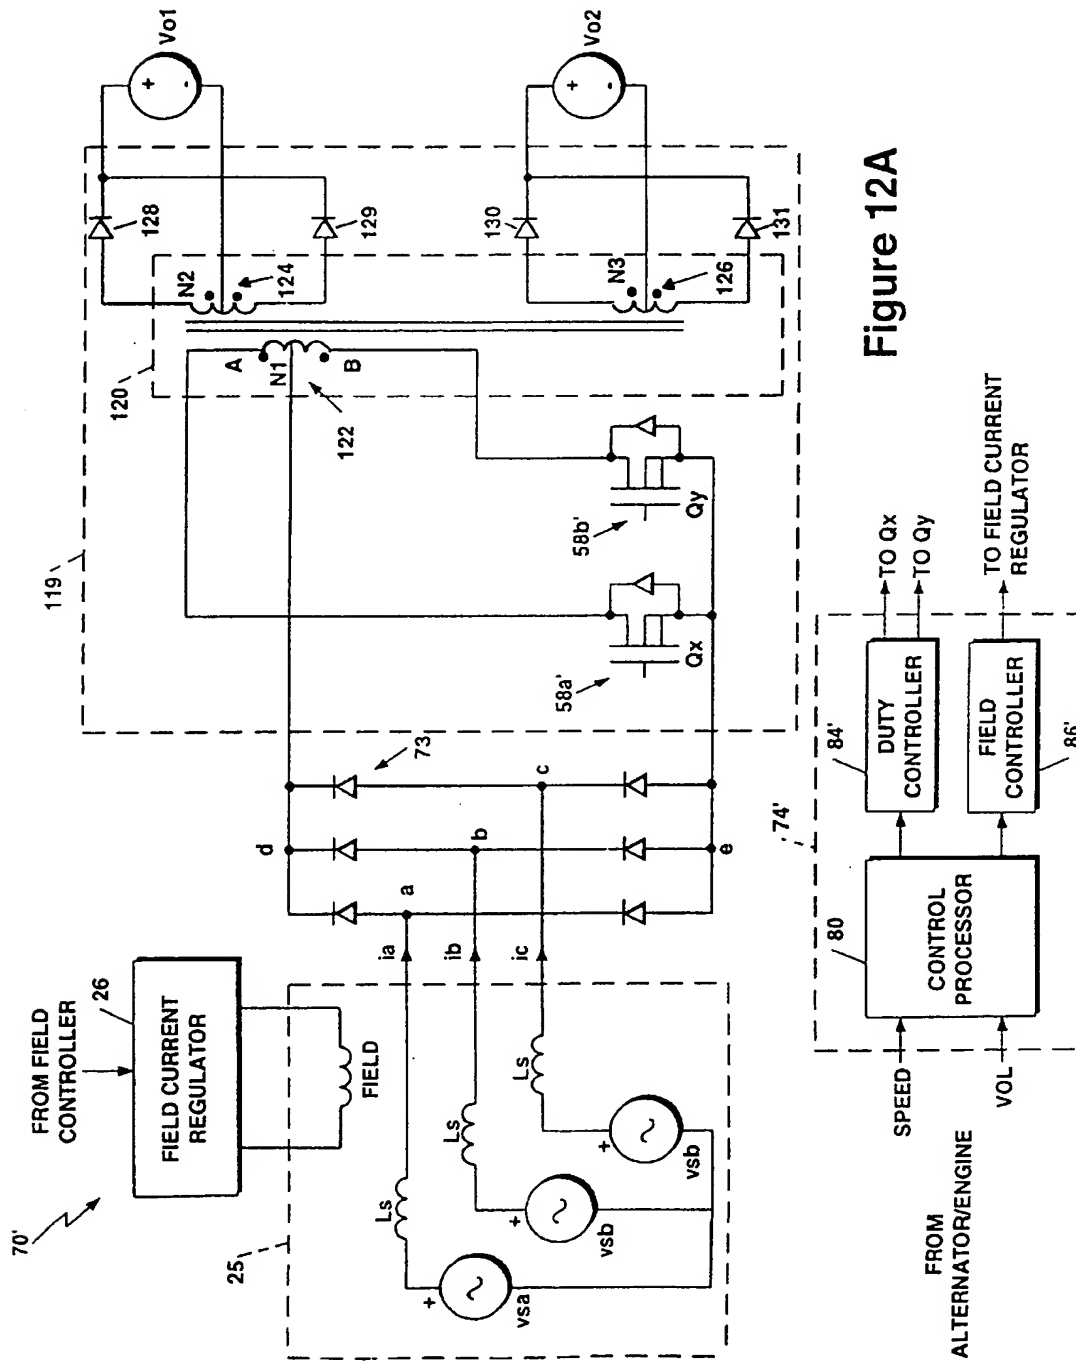 70'
FROM FIELD
CONTROLLER
26
FIELD CURRENT
REGULATOR
FIELD
25
Ls
Ls
Ls
+
+
+
vsa
vsb
vsb
ia
ib
ic
a
b
c
d
e
73
119
120
A
N1
B
122
N2
124
N3
126
128
129
130
131
+
-
Vo1
+
-
Vo2
Qx
58a'
Qy
58b'
FROM
ALTERNATOR/ENGINE
SPEED
VOL
80
CONTROL
PROCESSOR
74'
84'
DUTY
CONTROLLER
TO Qx
TO Qy
FIELD
CONTROLLER
86'
TO FIELD CURRENT
REGULATOR
Figure 12A